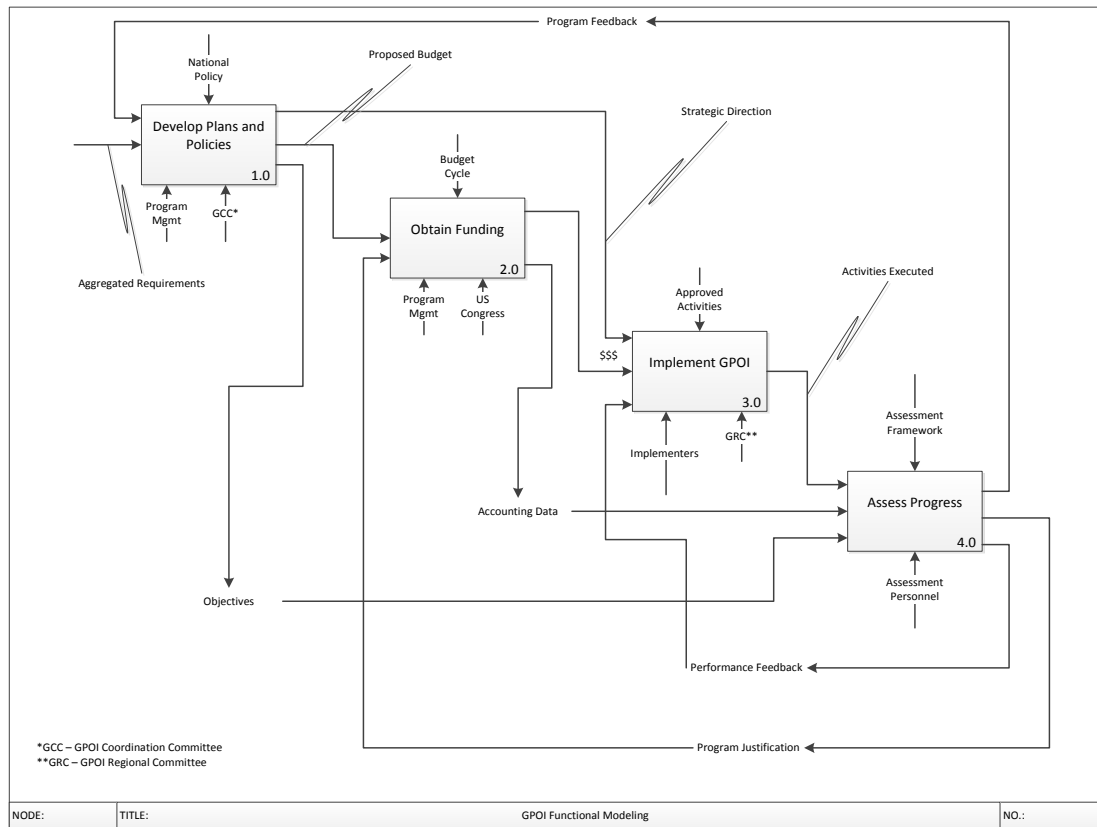 Program Feedback
National
Policy
Proposed Budget
Develop Plans and
Policies
1.0
Strategic Direction
Budget
Cycle
Program
Mgmt
GCC*
Obtain Funding
2.0
Aggregated Requirements
Activities Executed
Approved
Activities
Program
Mgmt
US
Congress
$$$
Implement GPOI
3.0
Assessment
Framework
Implementers
GRC**
Accounting Data
Assess Progress
4.0
Assessment
Personnel
Objectives
Performance Feedback
Program Justification
*GCC – GPOI Coordination Committee
**GRC – GPOI Regional Committee
NODE:
TITLE:
GPOI Functional Modeling
NO.: